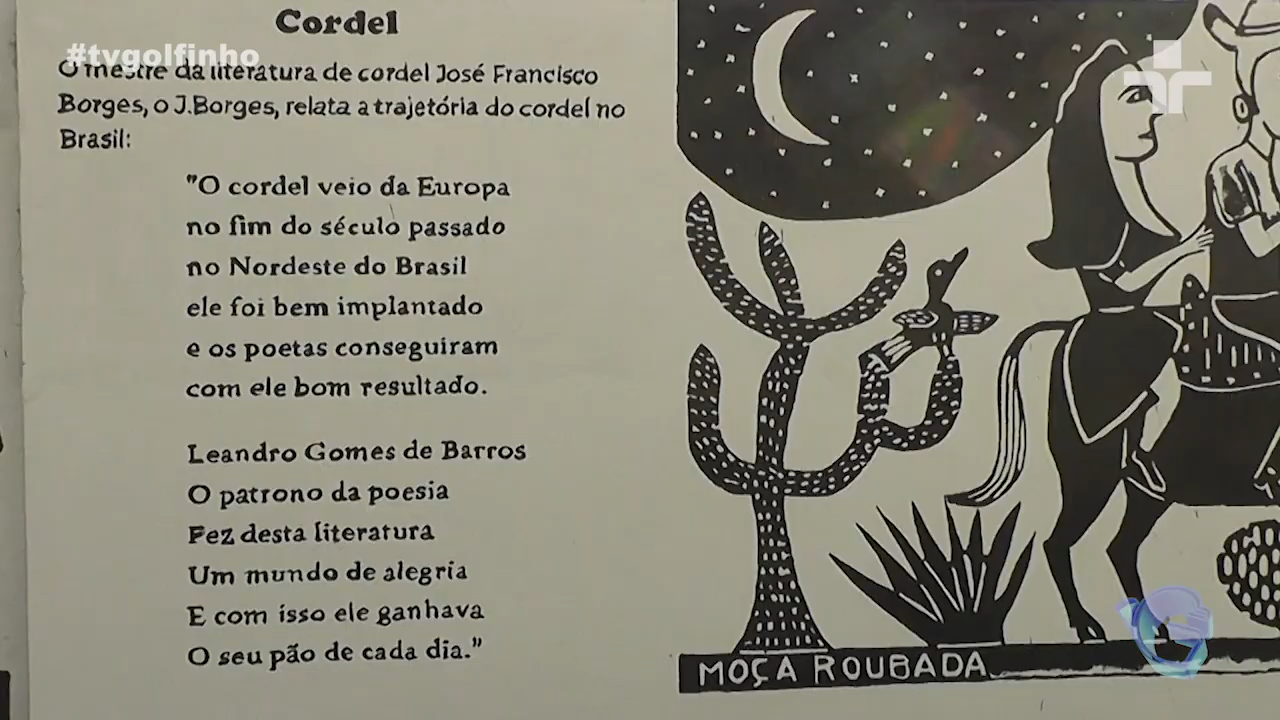 Cordel
#tvgolfinho
O mestre da literatura de cordel José Francisco
Borges, o J.Borges, relata a trajetória do cordel no
Brasil:
"O cordel veio da Europa
no fim do século passado
no Nordeste do Brasil
ele foi bem implantado
e os poetas conseguiram
com ele bom resultado.
Leandro Gomes de Barros
O patrono da poesia
Fez desta literatura
Um mundo de alegria
E com isso ele ganhava
O seu pão de cada dia."
MOÇA ROUBADA